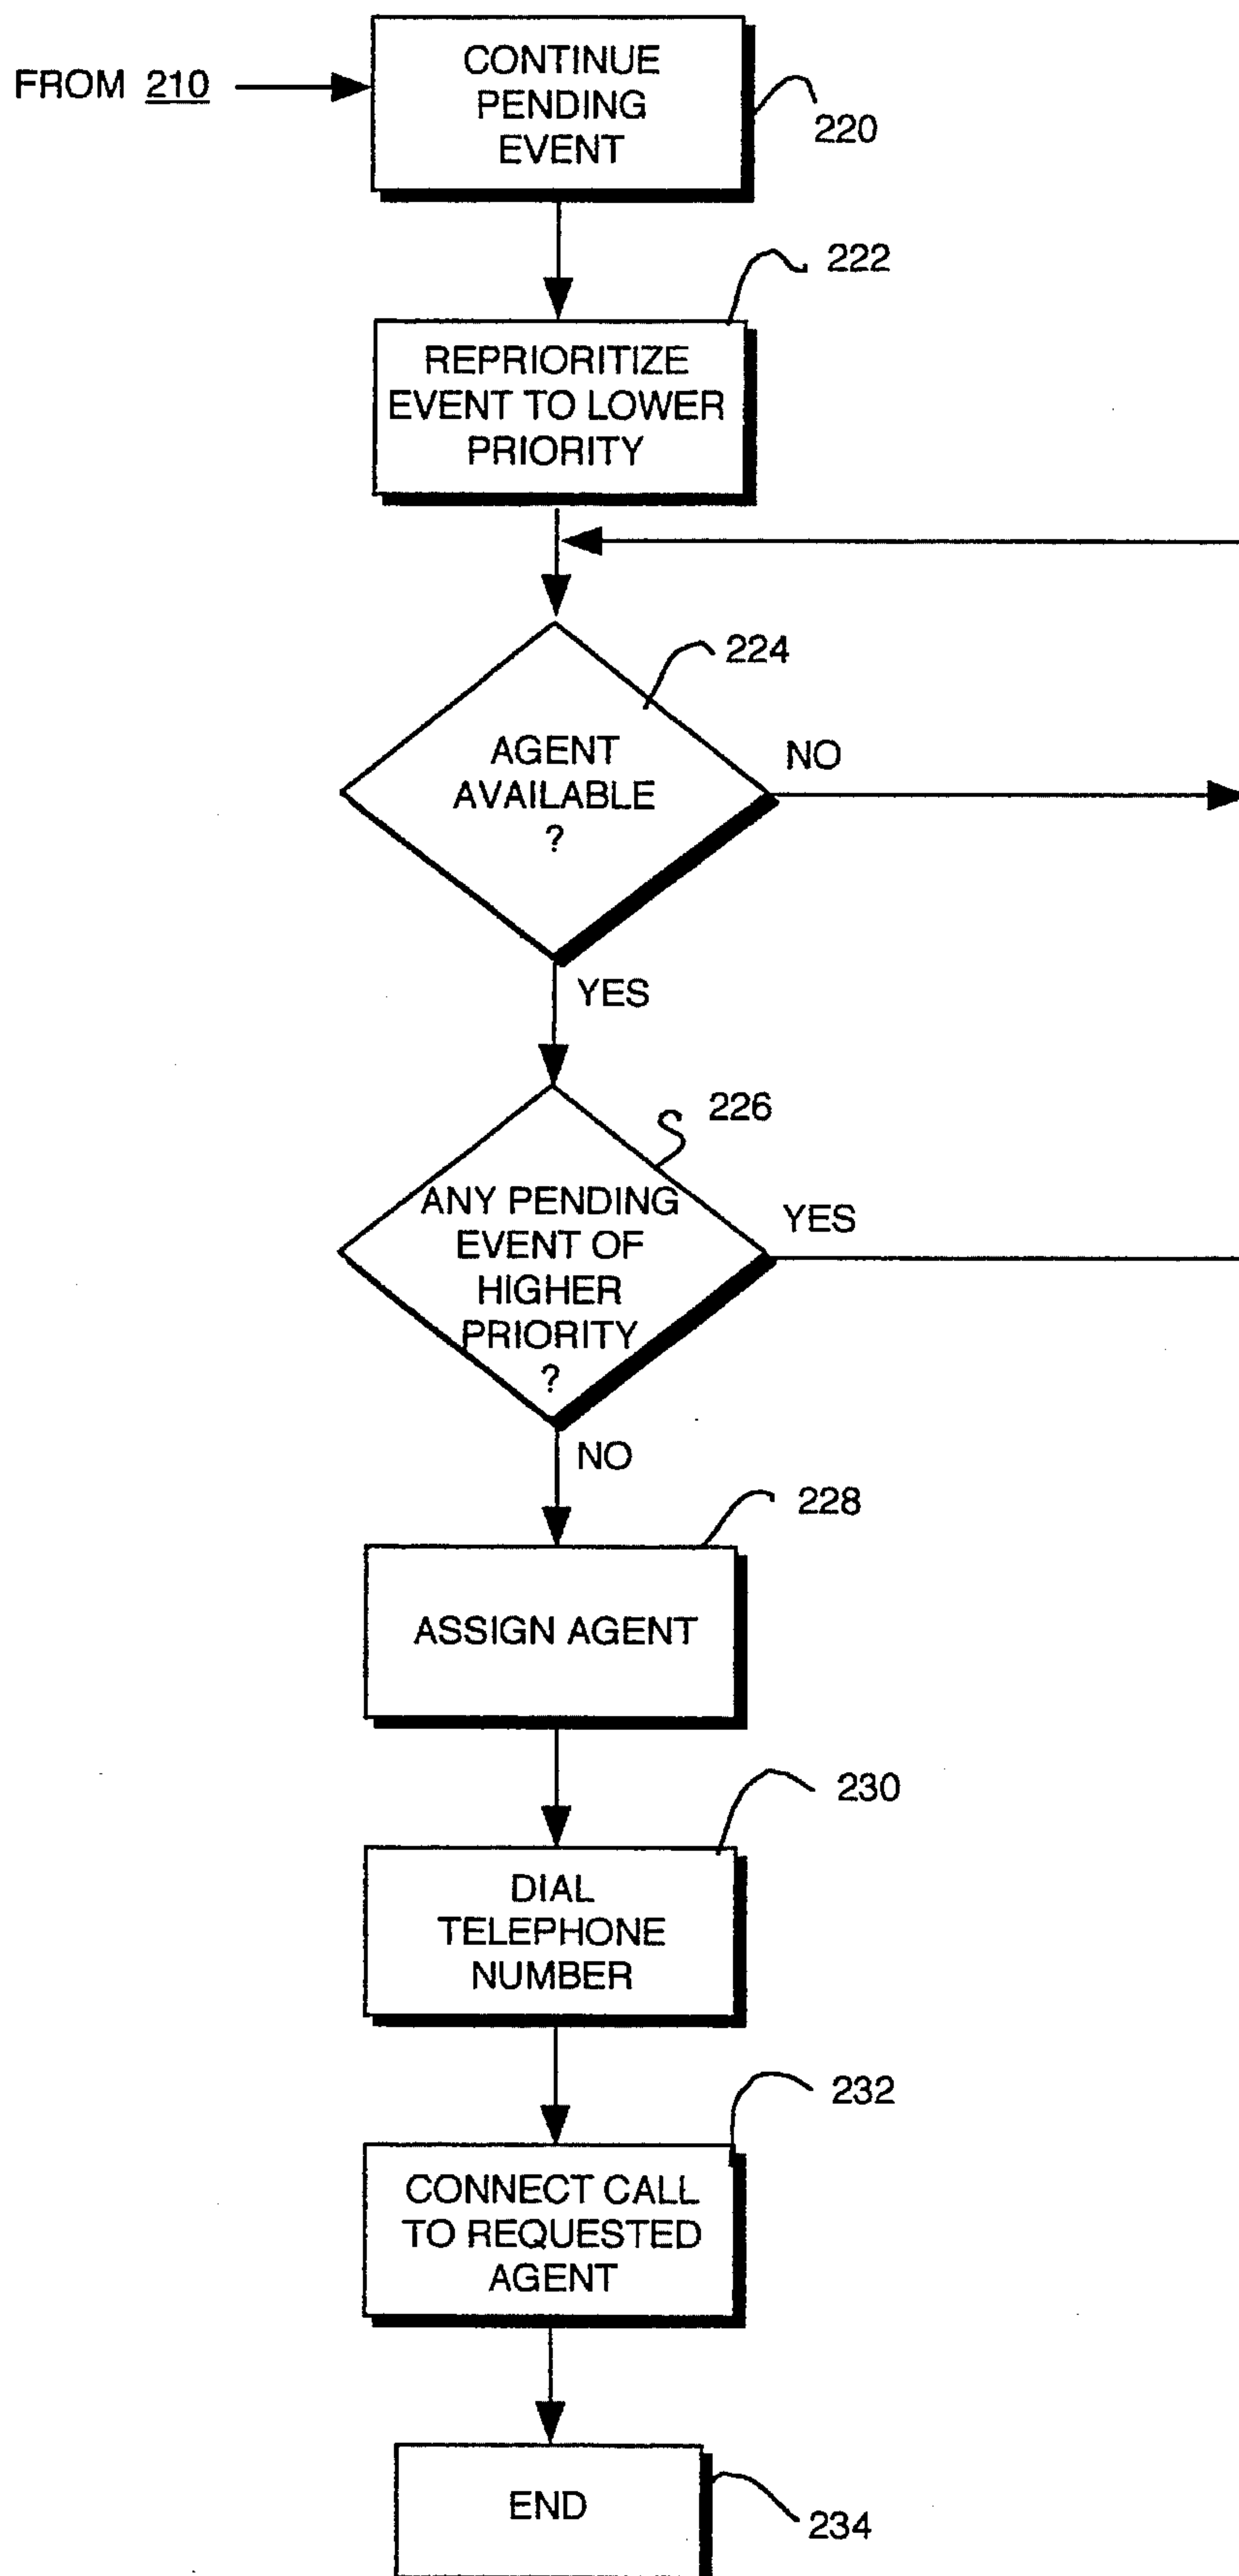 FROM 210
CONTINUE
PENDING
EVENT
220
222
REPRIORITIZE
EVENT TO LOWER
PRIORITY
224
AGENT
AVAILABLE
?
NO
YES
226
ANY PENDING
EVENT OF
HIGHER
PRIORITY
?
YES
NO
228
ASSIGN AGENT
230
DIAL
TELEPHONE
NUMBER
232
CONNECT CALL
TO REQUESTED
AGENT
END
234